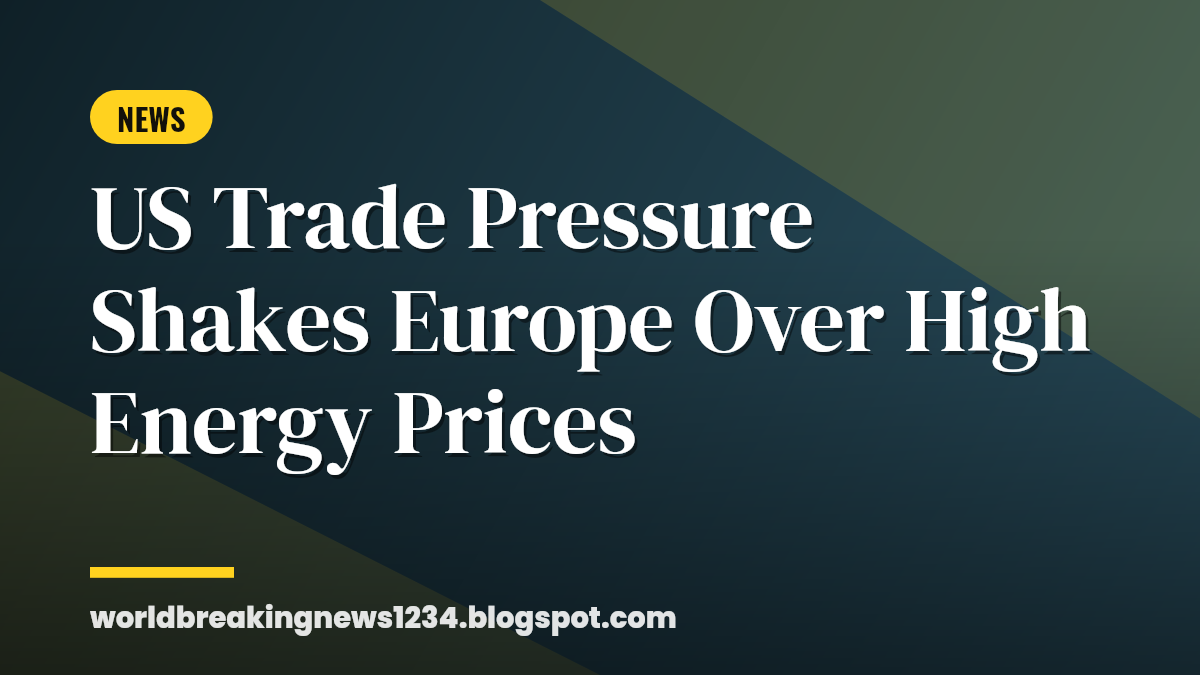 NEWS
US Trade Pressure
Shakes Europe Over High
Energy Prices
worldbreakingnews1234.blogspot.com